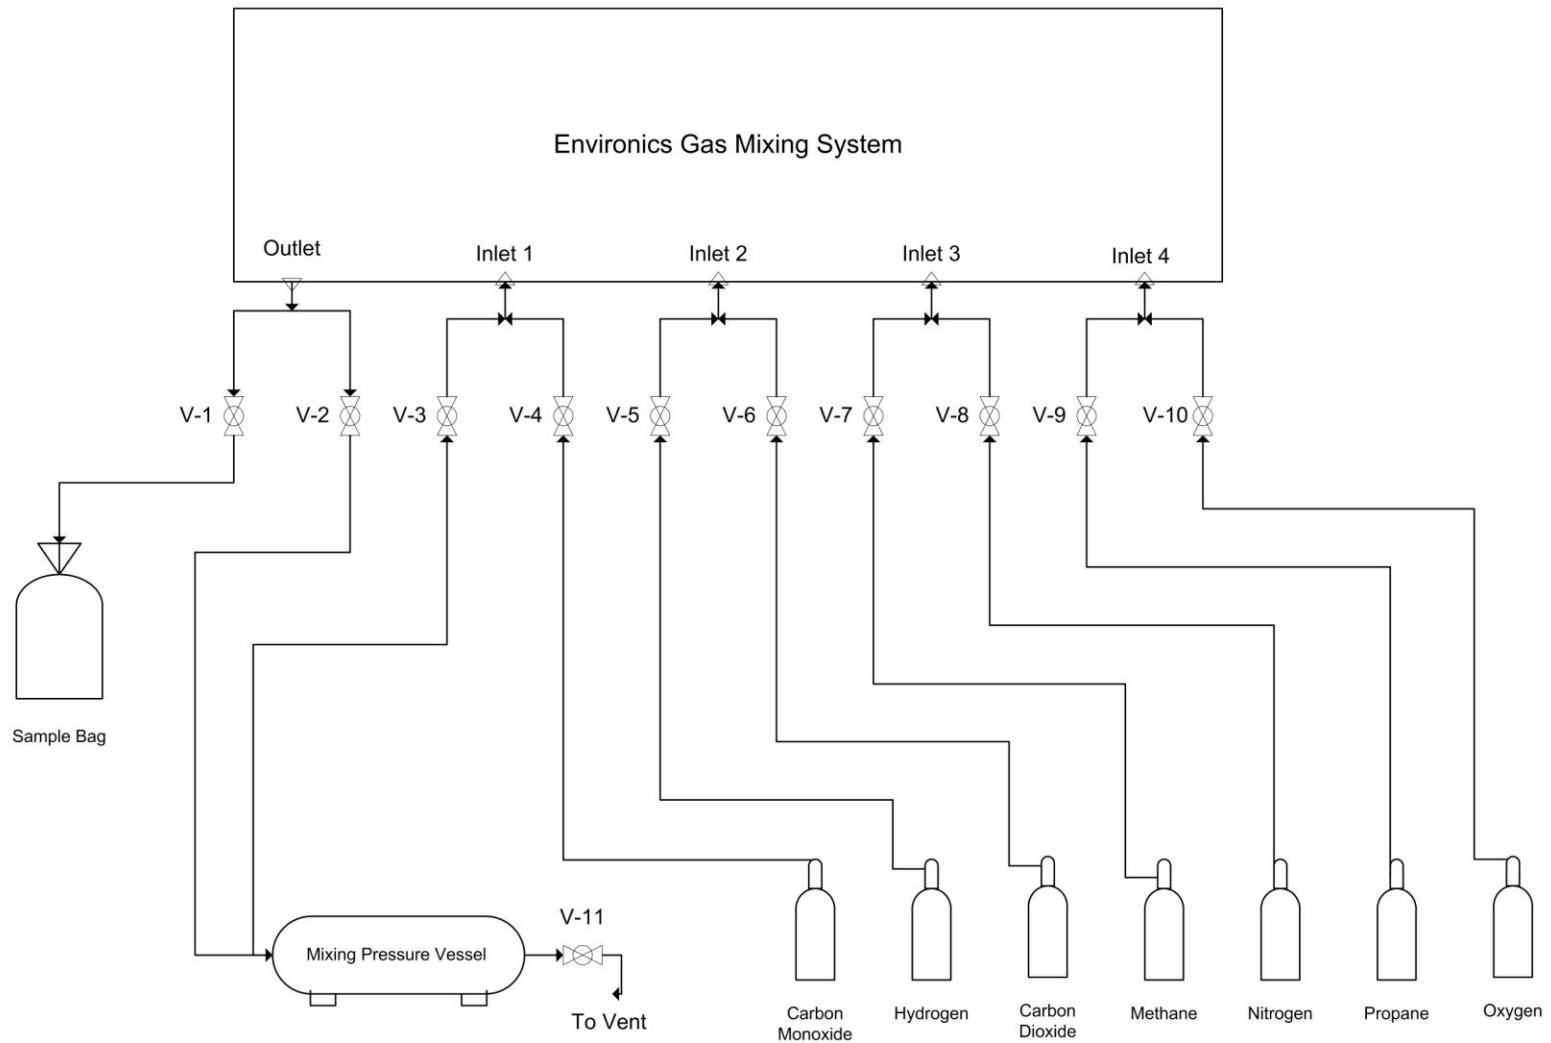 Environics Gas Mixing System
Outlet
Inlet 1
Inlet 2
Inlet 3
Inlet 4
V-1
V-2
V-3
V-4
V-5
V-6
V-7
V-8
V-9
V-10
Sample Bag
V-11
Mixing Pressure Vessel
To Vent
Carbon
Monoxide
Hydrogen
Carbon
Dioxide
Methane
Nitrogen
Propane
Oxygen